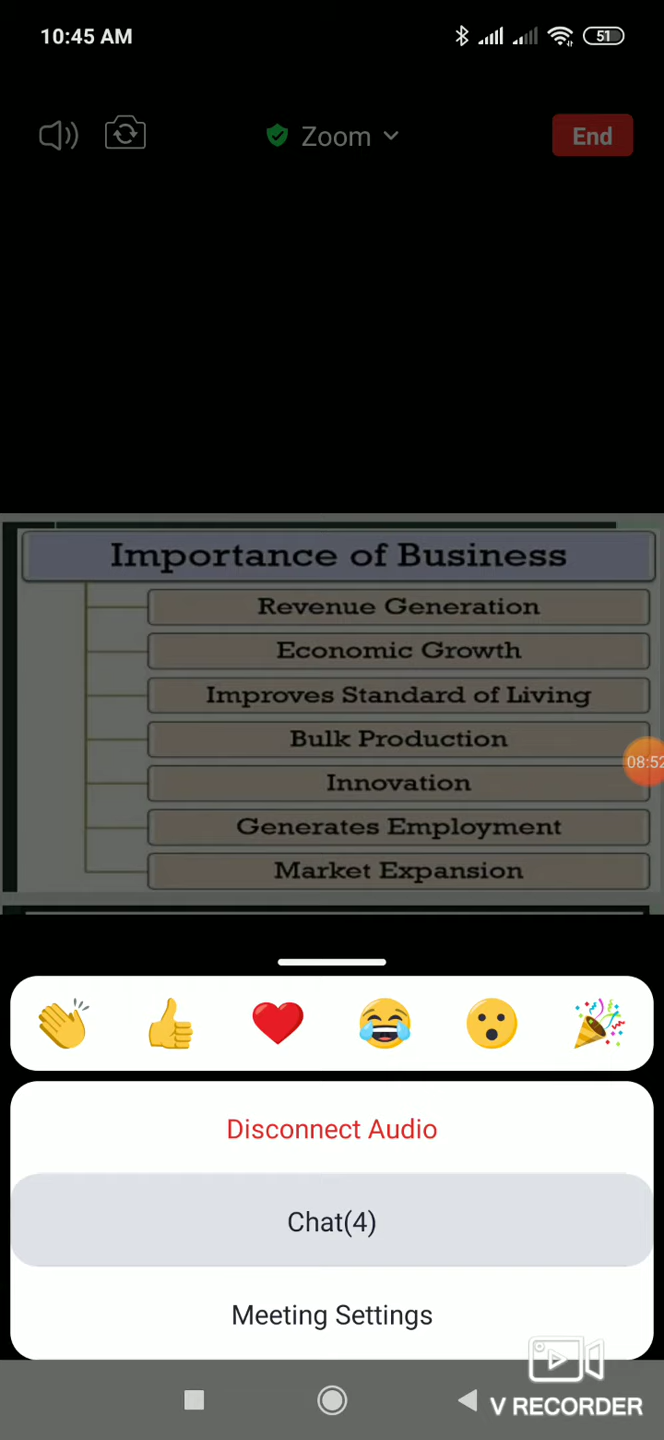 10:45 AM
51
Zoom
End
Importance of Business
Revenue Generation
Economic Growth
Improves Standard of Living
Bulk Production
08:52
Innovation
Generates Employment
Market Expansion
Disconnect Audio
Chat(4)
Meeting Settings
V RECORDER